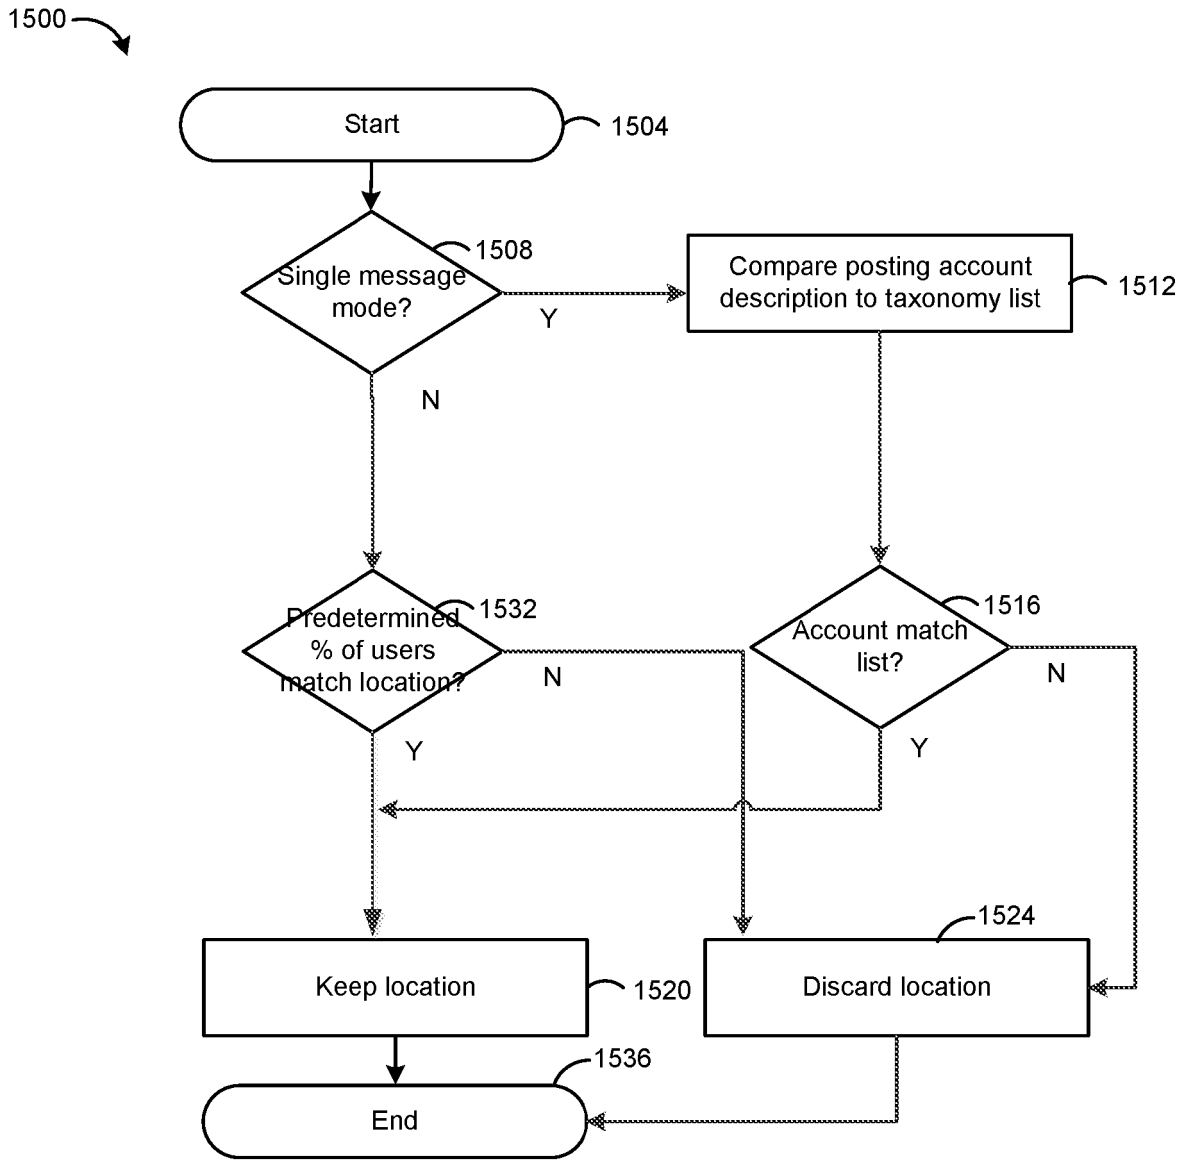 1500
Start
1504
1508
Single message
mode?
Y
N
Compare posting account
description to taxonomy list
1512
1532
Predetermined
% of users
match location?
N
Y
1516
Account match
list?
N
Y
Keep location
1520
1524
Discard location
1536
End